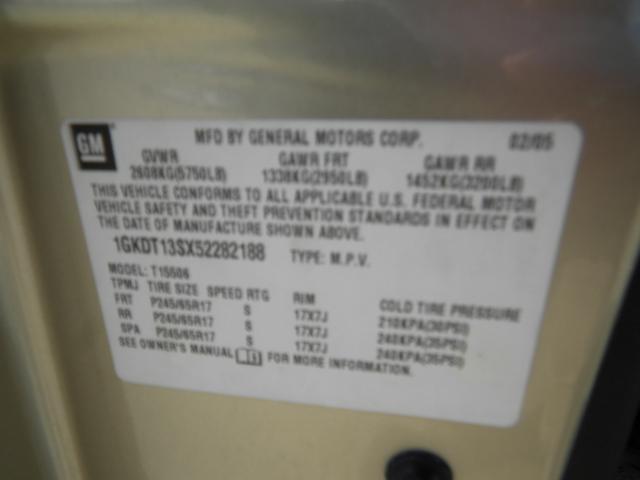 GM MFD BY GENERAL MOTORS CORP. 02/05
GVWR GAWR FRT GAWR RR
2608KG(5750LB) 1338KG(2950LB) 1452KG(3200LB)
THIS VEHICLE CONFORMS TO ALL APPLICABLE U.S. FEDERAL MOTOR
VEHICLE SAFETY AND THEFT PREVENTION STANDARDS IN EFFECT ON
THE DATE OF MANUFACTURE SHOWN ABOVE.
1GKDT13SX52282188 TYPE: M.P.V.
MODEL: T15506
TPMJ TIRE SIZE SPEED RTG RIM COLD TIRE PRESSURE
FRT P245/65R17 S 17X7J 210KPA(30PSI)
RR P245/65R17 S 17X7J 240KPA(35PSI)
SPA P245/65R17 S 17X7J 240KPA(35PSI)
SEE OWNER'S MANUAL FOR MORE INFORMATION.